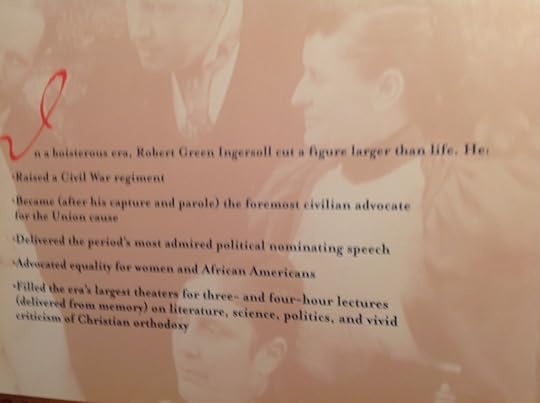 In a boisterous era, Robert Green Ingersoll cut a figure larger than life. He:
•Raised a Civil War regiment
•Became (after his capture and parole) the foremost civilian advocate
for the Union cause
•Delivered the period's most admired political nominating speech
•Advocated equality for women and African Americans
•Filled the era's largest theaters for three- and four-hour lectures
(delivered from memory) on literature, science, politics, and vivid
criticism of Christian orthodoxy